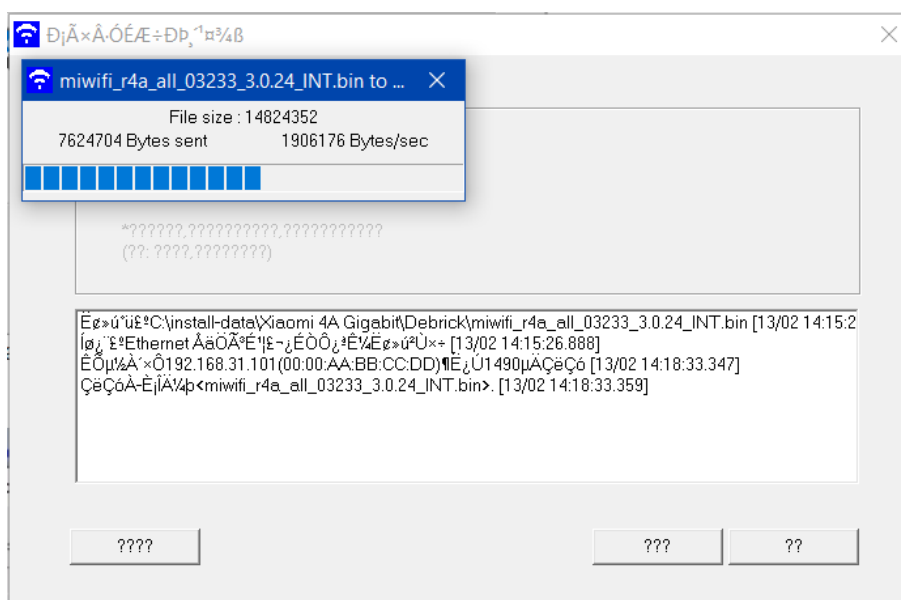 Ð¡Ã×Â·ÓÉÆ÷ÐÞ¸´¹¤¾ß
miwifi_r4a_all_03233_3.0.24_INT.bin to ...
File size : 14824352
7624704 Bytes sent 1906176 Bytes/sec
*??????,??????????,???????????
(??: ????,????????)
Ë¢»ú°ü£ºC:\install-data\Xiaomi 4A Gigabit\Debrick\miwifi_r4a_all_03233_3.0.24_INT.bin [13/02 14:15:2
Íø¿¨£ºEthernet ÅäÖÃ³É¹¦£¬¿ÉÒÔ¿ªÊ¼Ë¢»ú²Ù×÷ [13/02 14:15:26.888]
ÊÕµ½À´×Ô192.168.31.101(00:00:AA:BB:CC:DD)¶Ë¿Ú1490µÄÇëÇó [13/02 14:18:33.347]
ÇëÇóÀ-È¡ÎÄ¼þ<miwifi_r4a_all_03233_3.0.24_INT.bin>. [13/02 14:18:33.359]
???? ??? ??